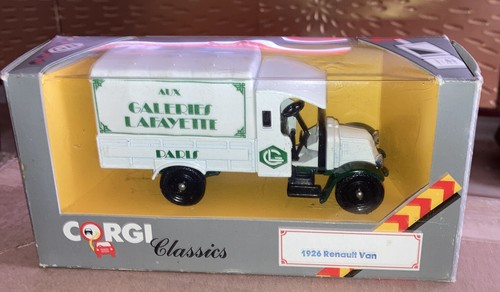 AUX
GALERIES
LAFAYETTE
PARIS
CORGI
Classics
1926 Renault Van